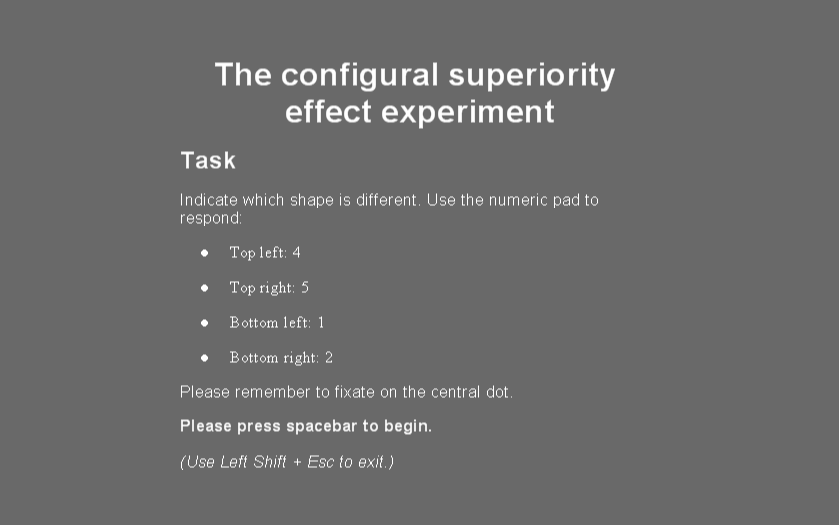 The configural superiority
effect experiment
Task
Indicate which shape is different. Use the numeric pad to
respond:
● Top left: 4
● Top right: 5
● Bottom left: 1
● Bottom right: 2
Please remember to fixate on the central dot.
Please press spacebar to begin.
(Use Left Shift + Esc to exit.)